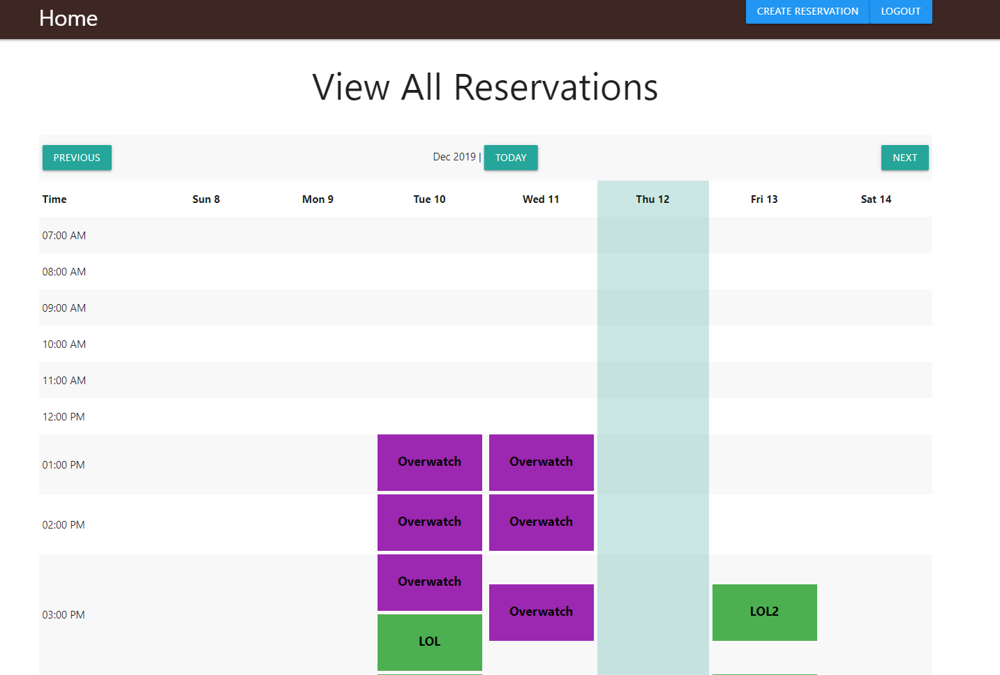 Home CREATE RESERVATION LOGOUT
View All Reservations
PREVIOUS Dec 2019 | TODAY NEXT
Time Sun 8 Mon 9 Tue 10 Wed 11 Thu 12 Fri 13 Sat 14
07:00 AM
08:00 AM
09:00 AM
10:00 AM
11:00 AM
12:00 PM
01:00 PM Overwatch Overwatch
02:00 PM Overwatch Overwatch
Overwatch
03:00 PM Overwatch LOL2
LOL